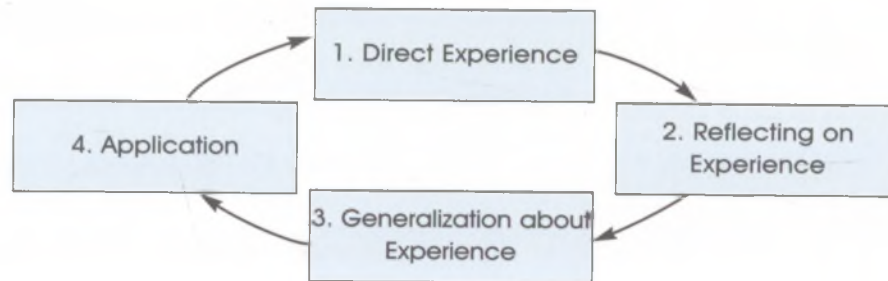 1. Direct Experience
2. Reflecting on
Experience
3. Generalization about
Experience
4. Application